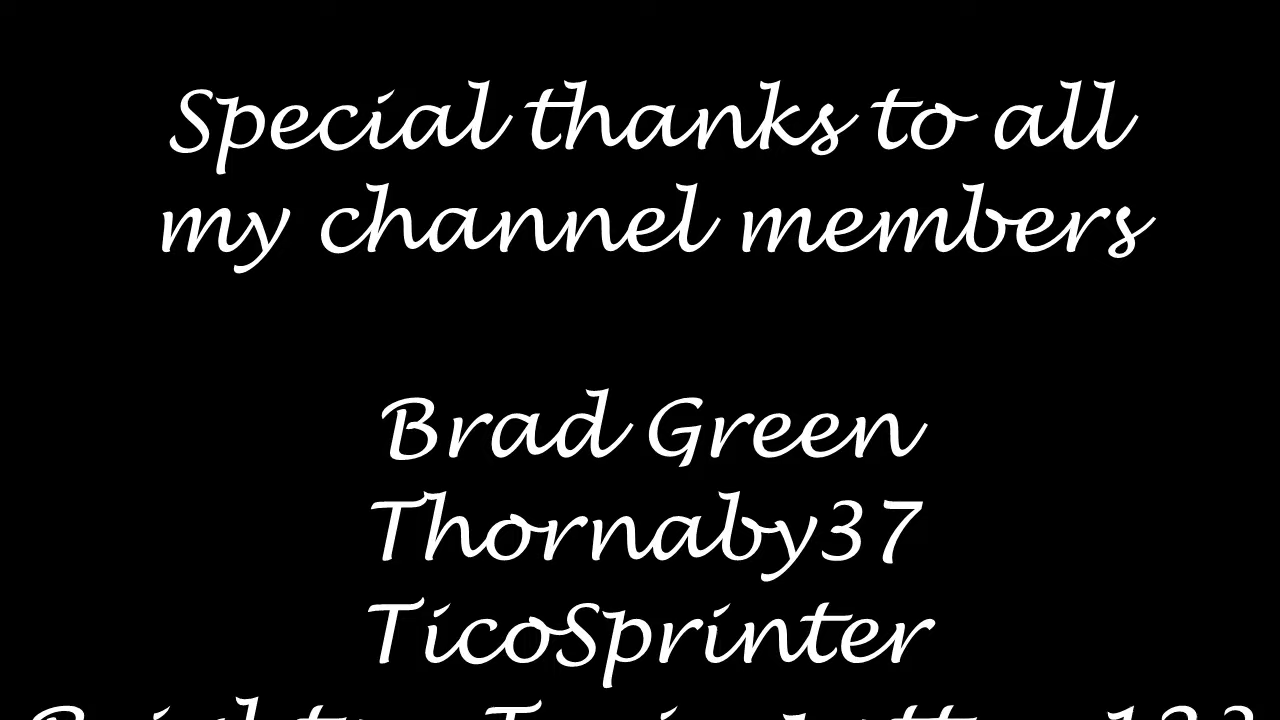 Special thanks to all
my channel members
Brad Green
Thornaby37
TicoSprinter